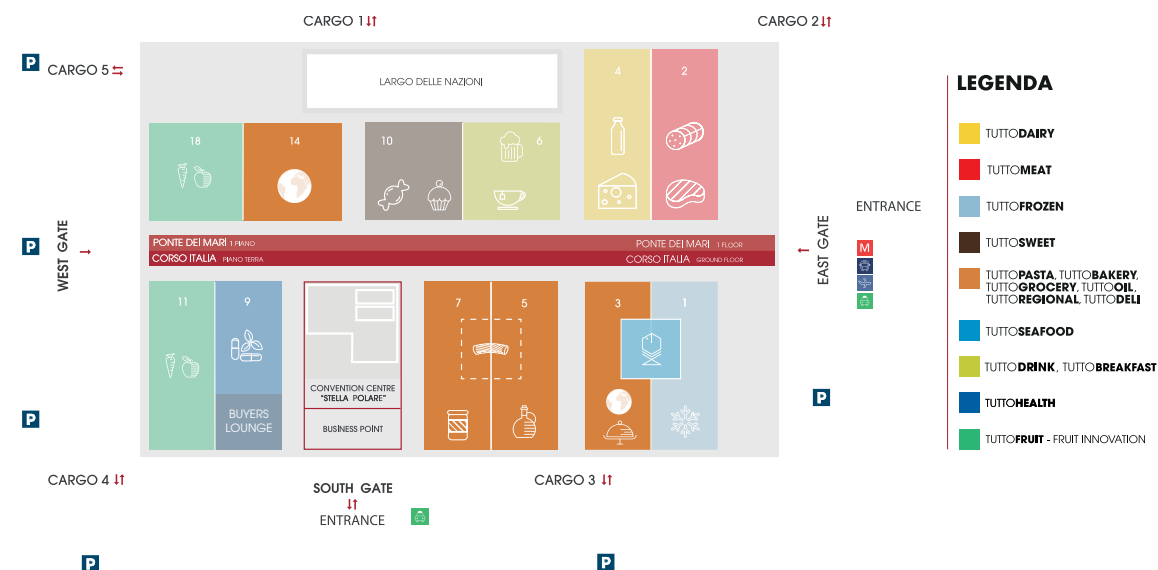 CARGO 1
CARGO 2
P
CARGO 5
LARGO DELLE NAZIONI
4
2
18
14
10
6
PONTE DEI MARI 1 PIANO
PONTE DEI MARI 1 FLOOR
CORSO ITALIA PIANO TERRA
CORSO ITALIA GROUND FLOOR
P
WEST GATE
EAST GATE
ENTRANCE
M
11
9
BUYERS
LOUNGE
CONVENTION CENTRE
"STELLA POLARE"
BUSINESS POINT
7
5
3
1
P
P
CARGO 4
SOUTH GATE
ENTRANCE
CARGO 3
P
P
LEGENDA
TUTTODAIRY
TUTTOMEAT
TUTTOFROZEN
TUTTOSWEET
TUTTOPASTA, TUTTOBAKERY,
TUTTOGROCERY, TUTTOOIL,
TUTTOREGIONAL, TUTTODELI
TUTTOSEAFOOD
TUTTODRINK, TUTTOBREAKFAST
TUTTOHEALTH
TUTTOFRUIT - FRUIT INNOVATION